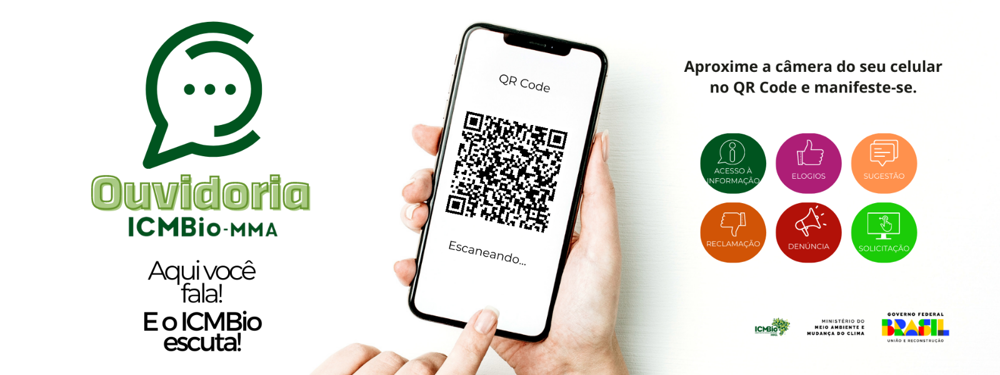 Ouvidoria
ICMBio-MMA
Aqui você
fala!
E o ICMBio
escuta!
QR Code
Escaneando...
Aproxime a câmera do seu celular
no QR Code e manifeste-se.
ACESSO À
INFORMAÇÃO
ELOGIOS
SUGESTÃO
RECLAMAÇÃO
DENÚNCIA
SOLICITAÇÃO
ICMBio
MMA
MINISTÉRIO DO
MEIO AMBIENTE E
MUDANÇA DO CLIMA
GOVERNO FEDERAL
BRASIL
UNIÃO E RECONSTRUÇÃO